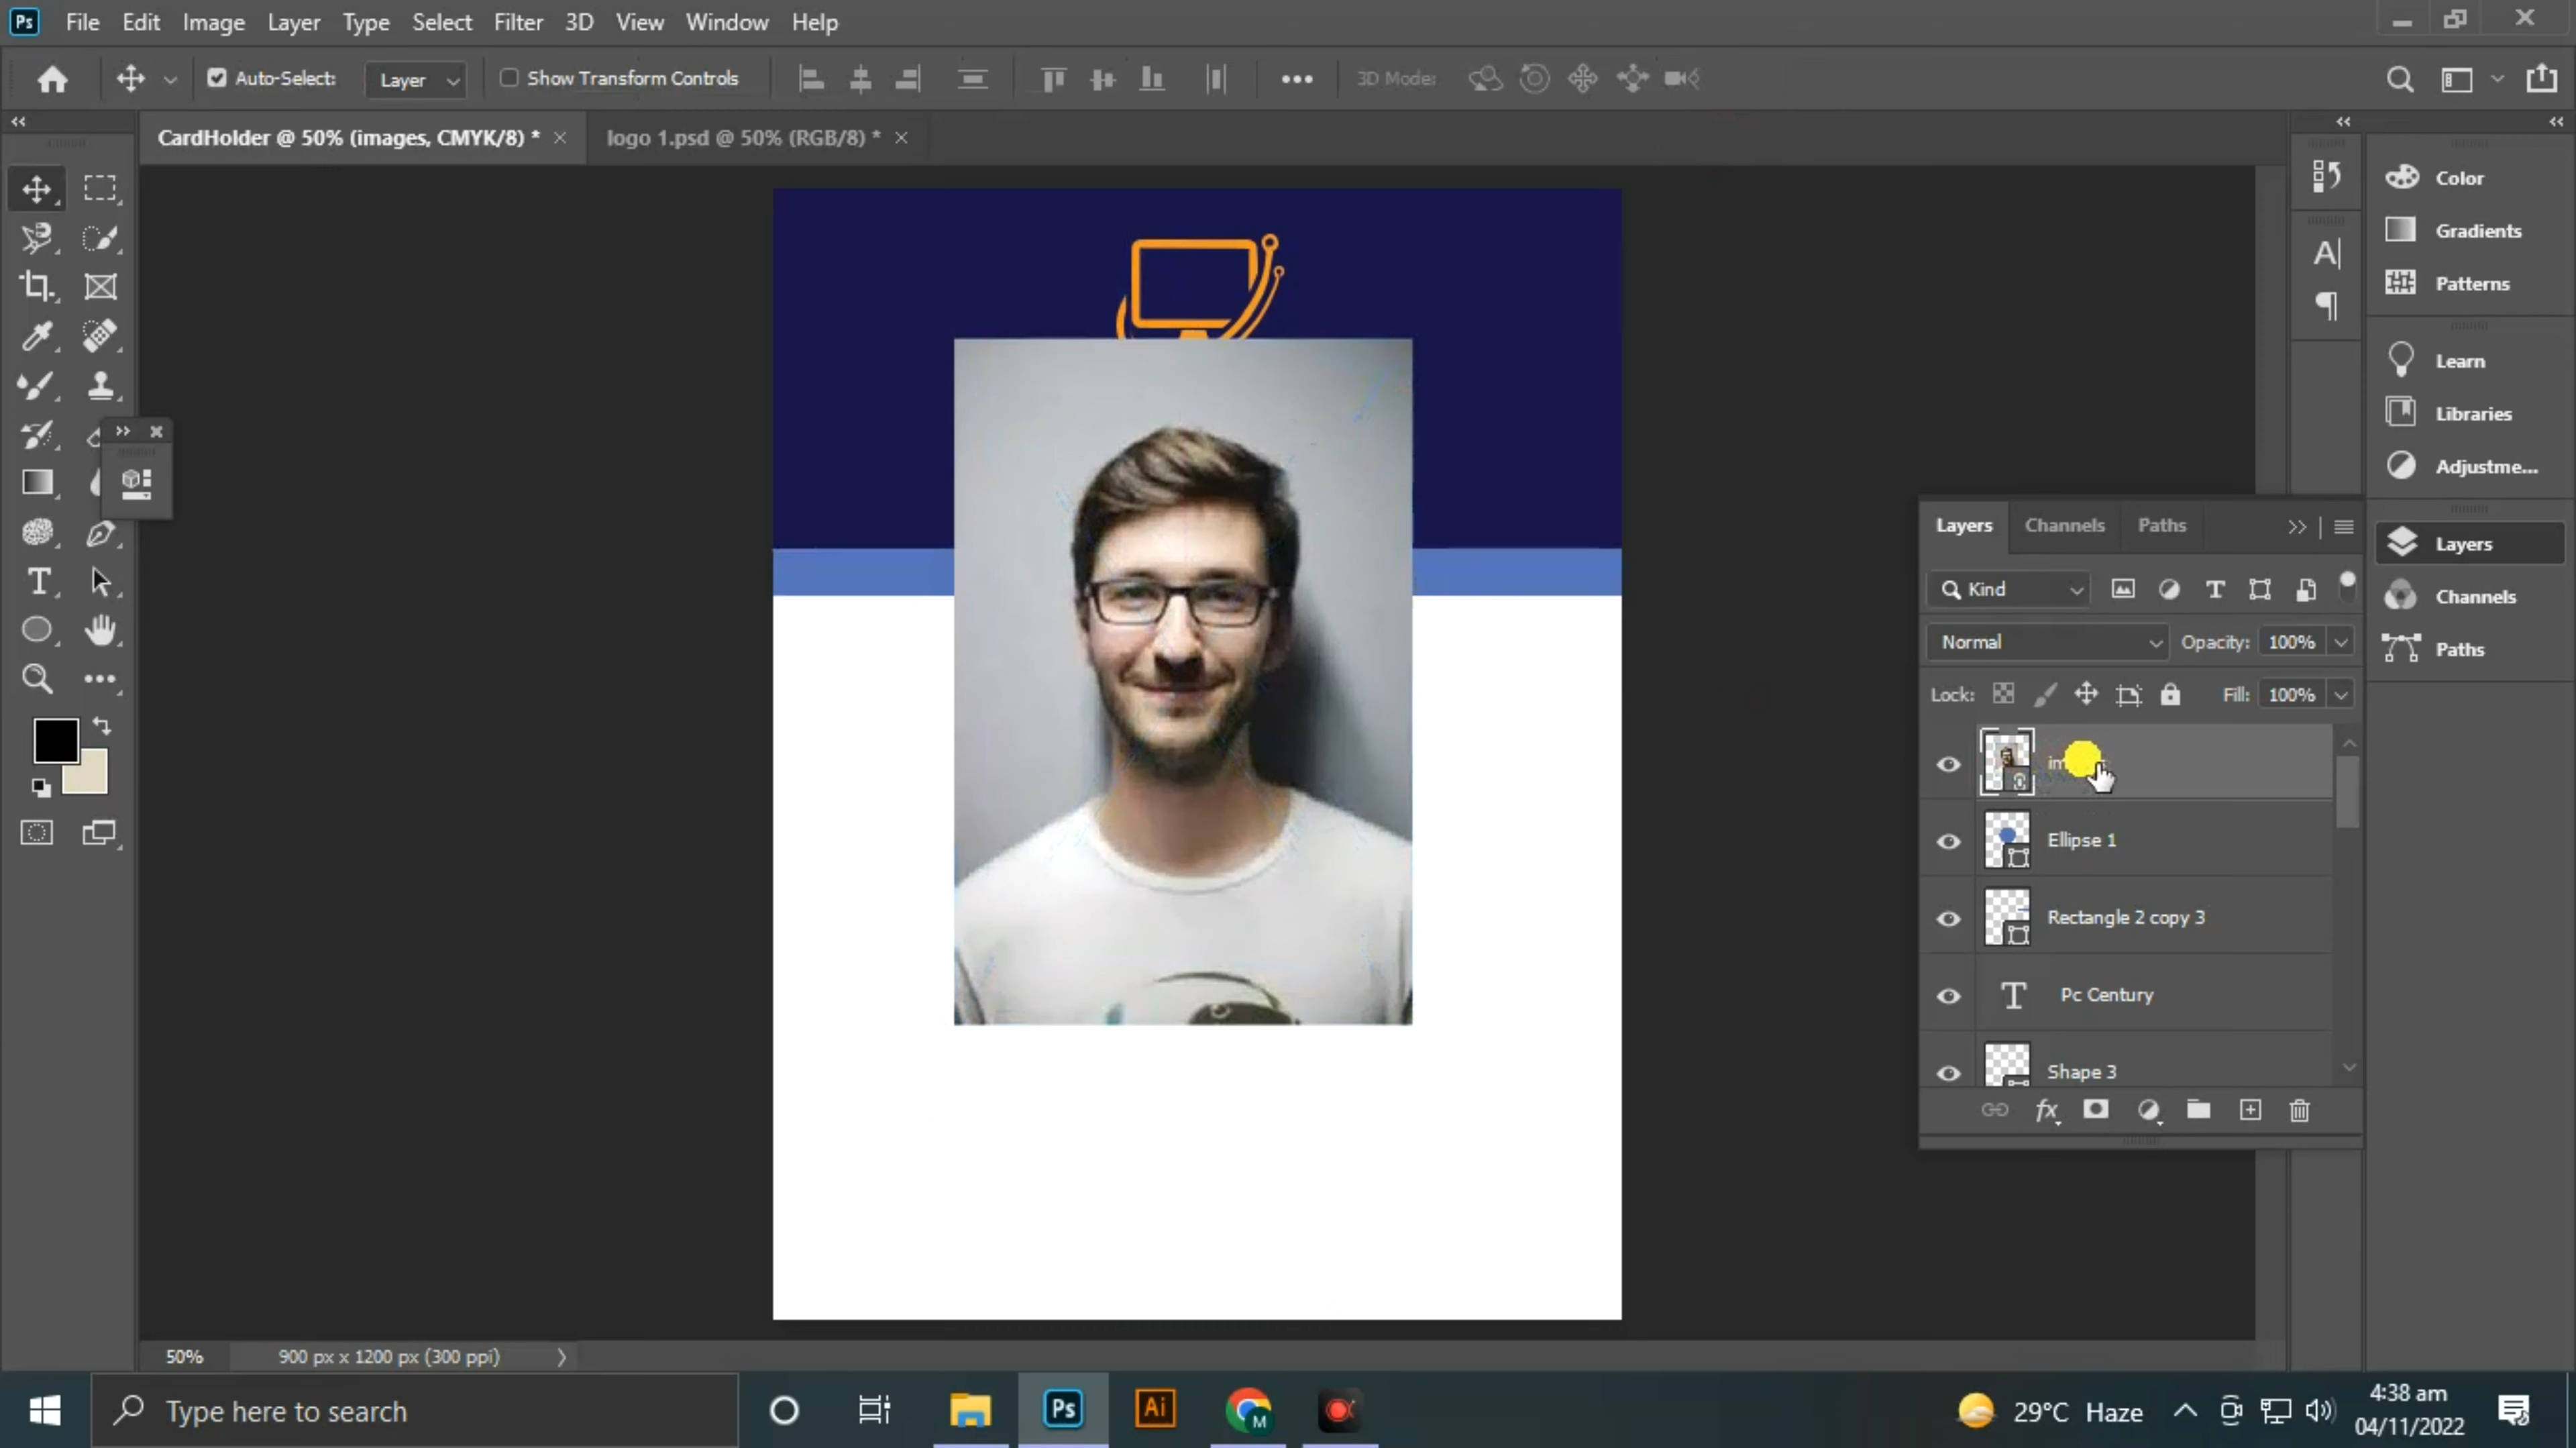 Ps File Edit Image Layer Type Select Filter 3D View Window Help
Auto-Select: Layer Show Transform Controls 3D Mode:
CardHolder @ 50% (images, CMYK/8) * × logo 1.psd @ 50% (RGB/8) * ×
Color
Gradients
Patterns
Learn
Libraries
Adjustme...
Layers
Channels
Paths
Layers Channels Paths
Kind
Normal Opacity: 100%
Lock: Fill: 100%
Ellipse 1
Rectangle 2 copy 3
Pc Century
Shape 3
fx
50% 900 px x 1200 px (300 ppi)
Type here to search
Ps Ai M
29°C Haze
4:38 am
04/11/2022